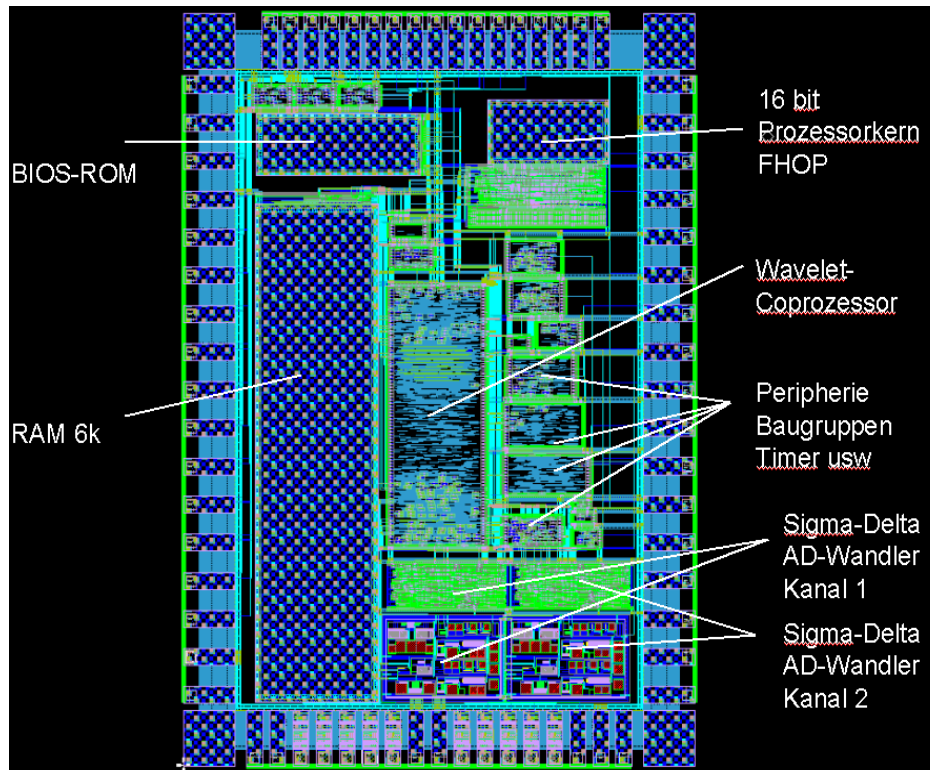 BIOS-ROM
RAM 6k
16 bit
Prozessorkern
FHOP
Wavelet-
Coprozessor
Peripherie
Baugruppen
Timer usw
Sigma-Delta
AD-Wandler
Kanal 1
Sigma-Delta
AD-Wandler
Kanal 2